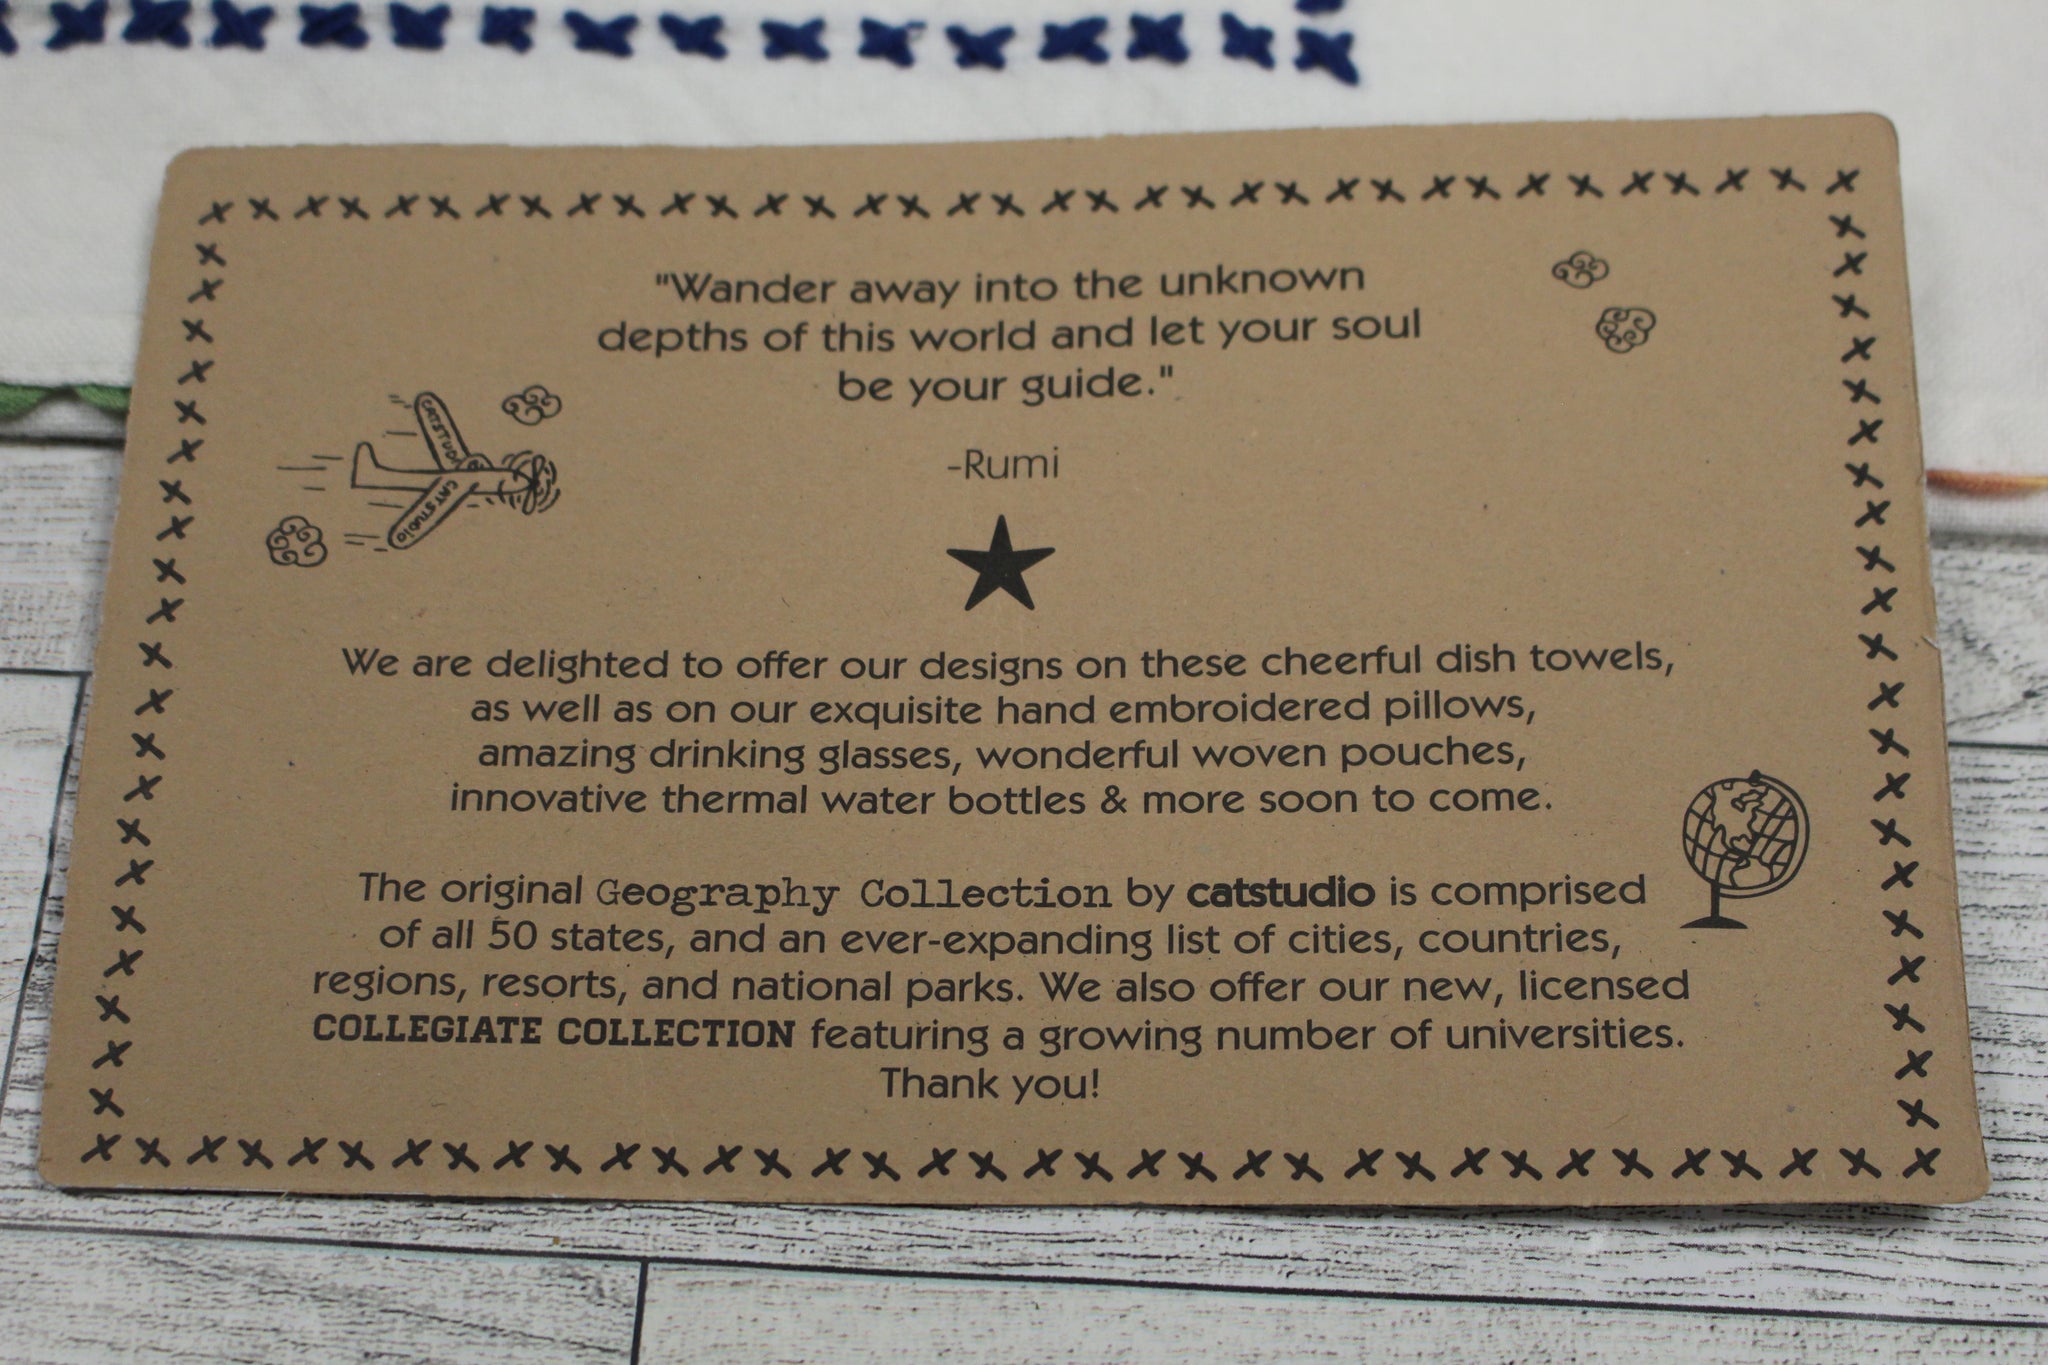 "Wander away into the unknown
depths of this world and let your soul
be your guide."
-Rumi
CATSTUDIO
CATSTUDIO
We are delighted to offer our designs on these cheerful dish towels,
as well as on our exquisite hand embroidered pillows,
amazing drinking glasses, wonderful woven pouches,
innovative thermal water bottles & more soon to come.
The original Geography Collection by catstudio is comprised
of all 50 states, and an ever-expanding list of cities, countries,
regions, resorts, and national parks. We also offer our new, licensed
COLLEGIATE COLLECTION featuring a growing number of universities.
Thank you!